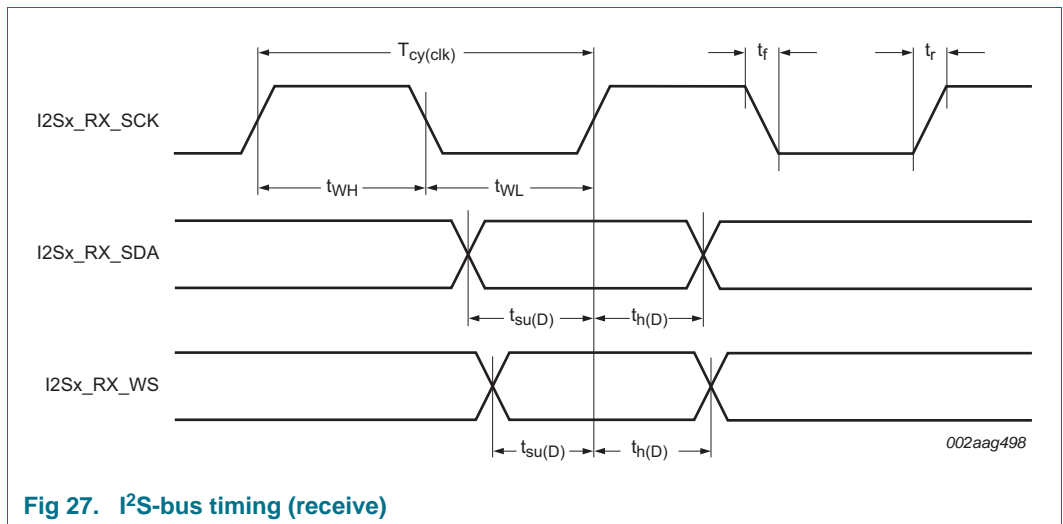 T_cy(clk) t_f t_r
I2Sx_RX_SCK
t_WH t_WL
I2Sx_RX_SDA
t_su(D) t_h(D)
I2Sx_RX_WS
t_su(D) t_h(D)
002aag498
Fig 27. I²S-bus timing (receive)